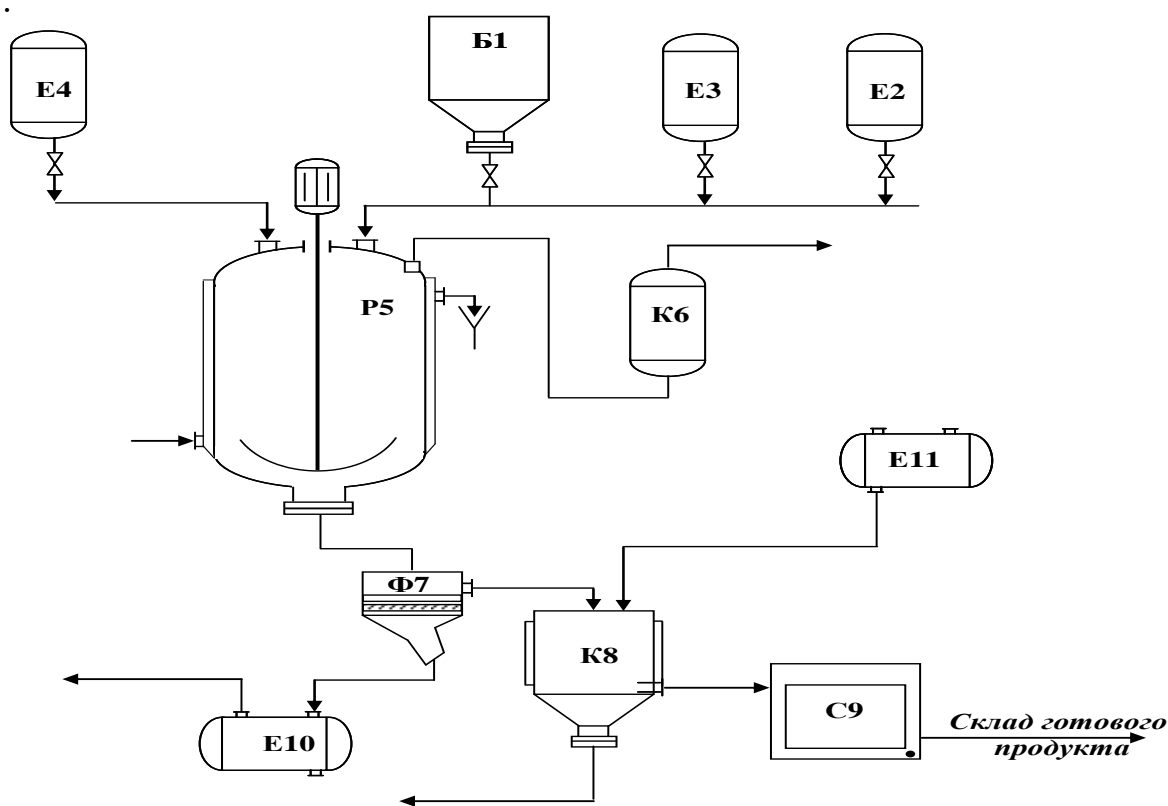 .
Е4
Б1
Е3
Е2
Р5
К6
Е11
Ф7
К8
С9
Е10
Склад готового
продукта